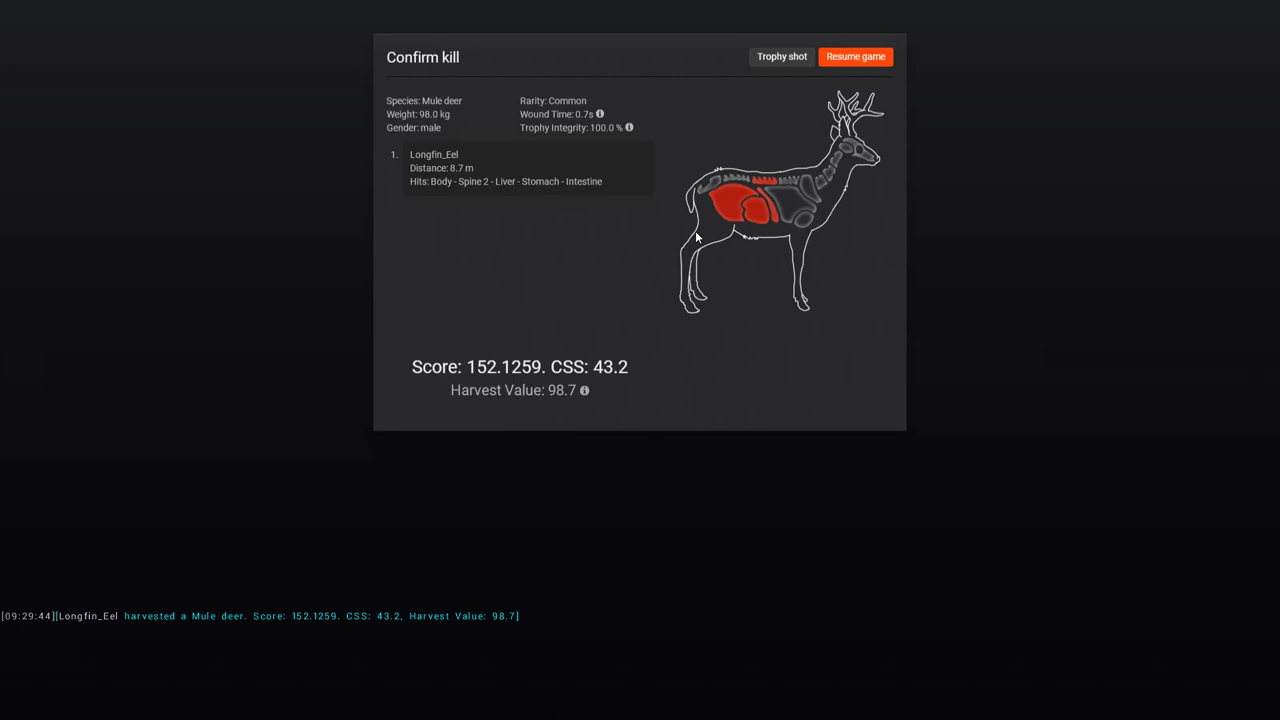 Confirm kill
Trophy shot
Resume game
Species: Mule deer
Rarity: Common
Weight: 98.0 kg
Wound Time: 0.7s
Gender: male
Trophy Integrity: 100.0 %
1. Longfin_Eel
Distance: 8.7 m
Hits: Body - Spine 2 - Liver - Stomach - Intestine
Score: 152.1259. CSS: 43.2
Harvest Value: 98.7
[09:29:44][Longfin_Eel harvested a Mule deer. Score: 152.1259. CSS: 43.2, Harvest Value: 98.7]